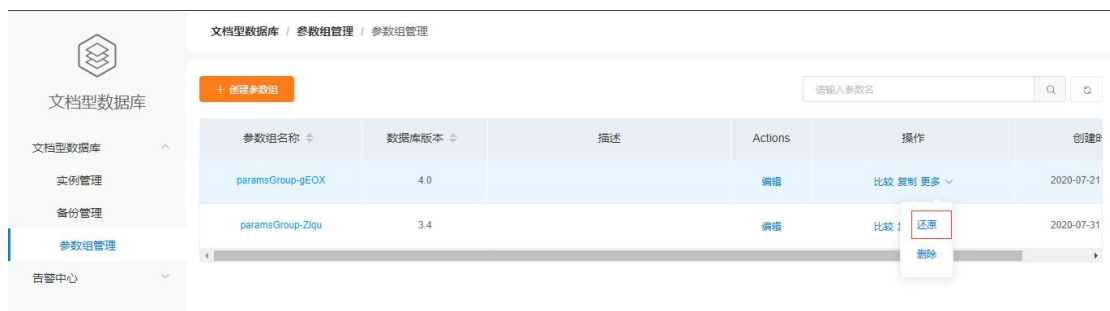 文档型数据库 / 参数组管理 / 参数组管理
文档型数据库
+ 创建参数组
请输入参数名
文档型数据库
实例管理
备份管理
参数组管理
告警中心
参数组名称 数据库版本 描述 Actions 操作
paramsGroup-gEOX 4.0 编辑 比较 复制 更多 2020-07-21
paramsGroup-ZIqu 3.4 编辑 比较 2020-07-31
还原
删除